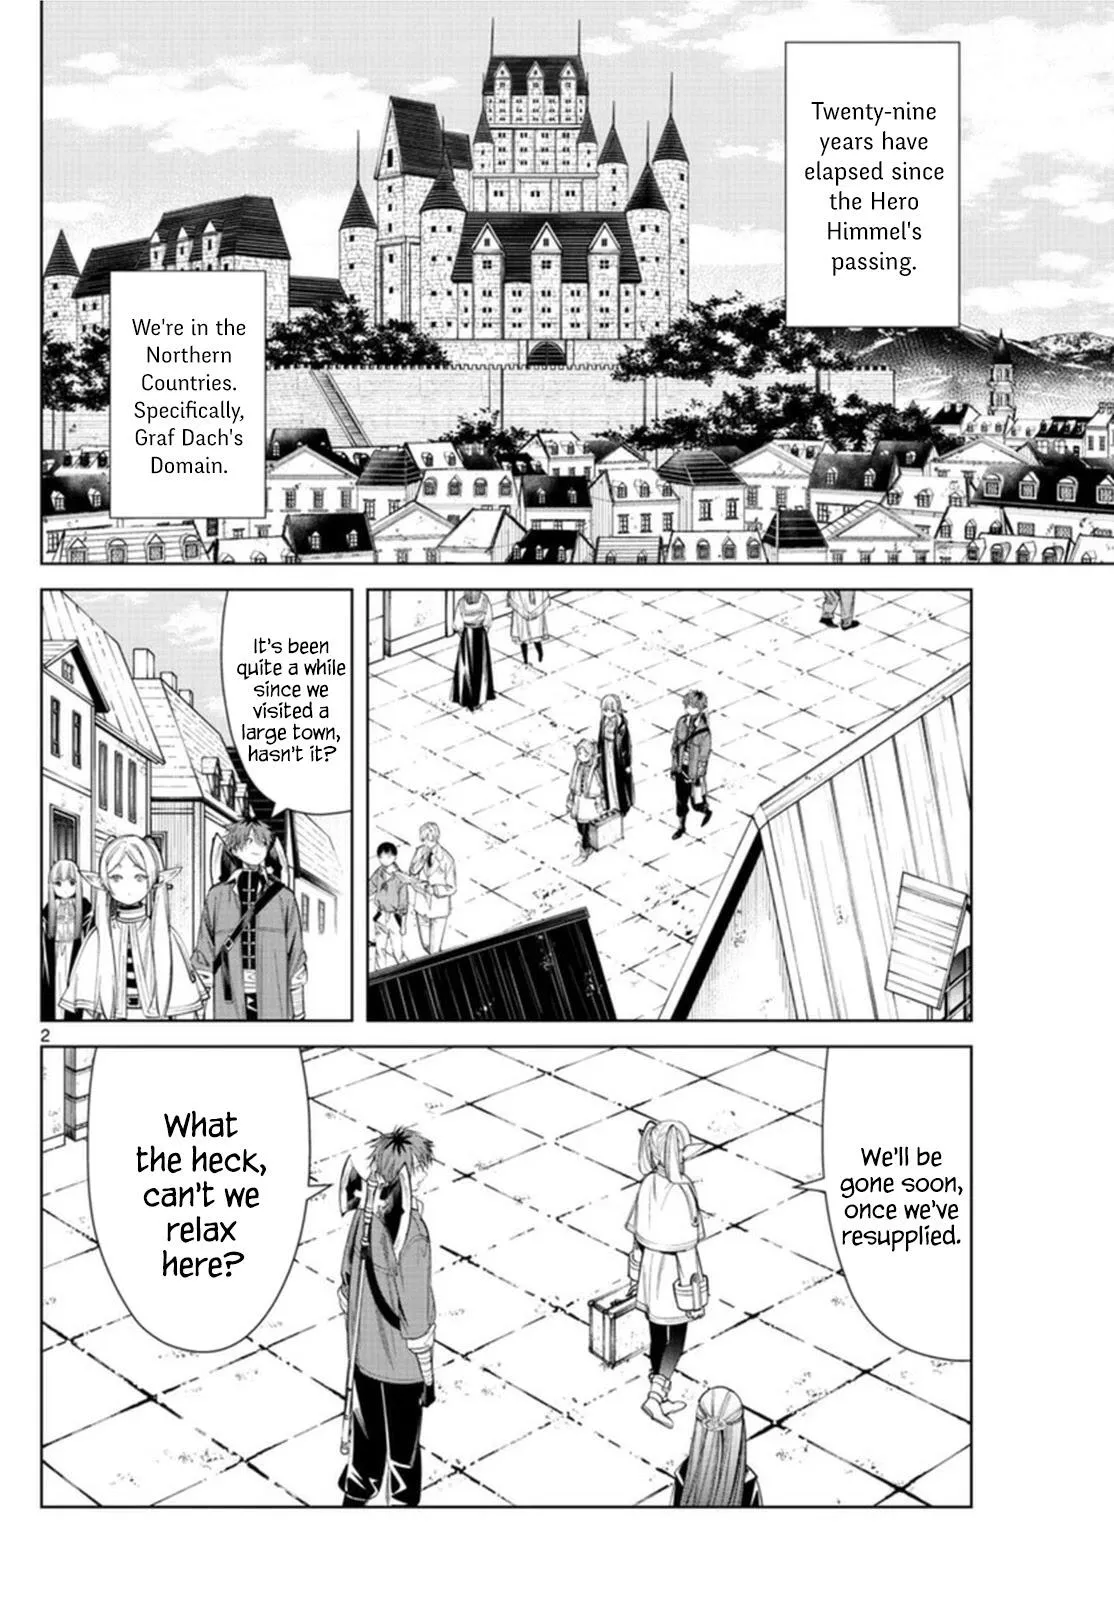 Twenty-nine
years have
elapsed since
the Hero
Himmel's
passing.
We're in the
Northern
Countries.
Specifically,
Graf Dach's
Domain.
It's been
quite a while
since we
visited a
large town,
hasn't it?
2
We'll be
gone soon,
once we've
resupplied.
What
the heck,
can't we
relax
here?